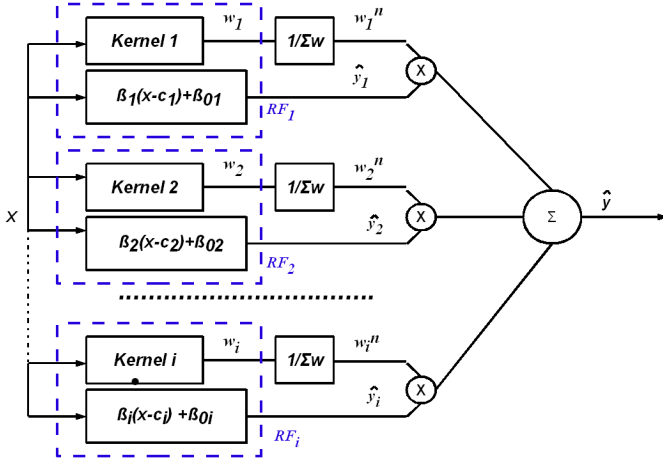 Kernel 1
w1
1/Σw
w1n
X
ß1(x-c1)+ß01
ŷ1
RF1
Kernel 2
w2
1/Σw
w2n
X
ß2(x-c2)+ß02
ŷ2
RF2
X
Σ
ŷ
Kernel i
wi
1/Σw
win
X
ßi(x-ci) +ß0i
ŷi
RFi